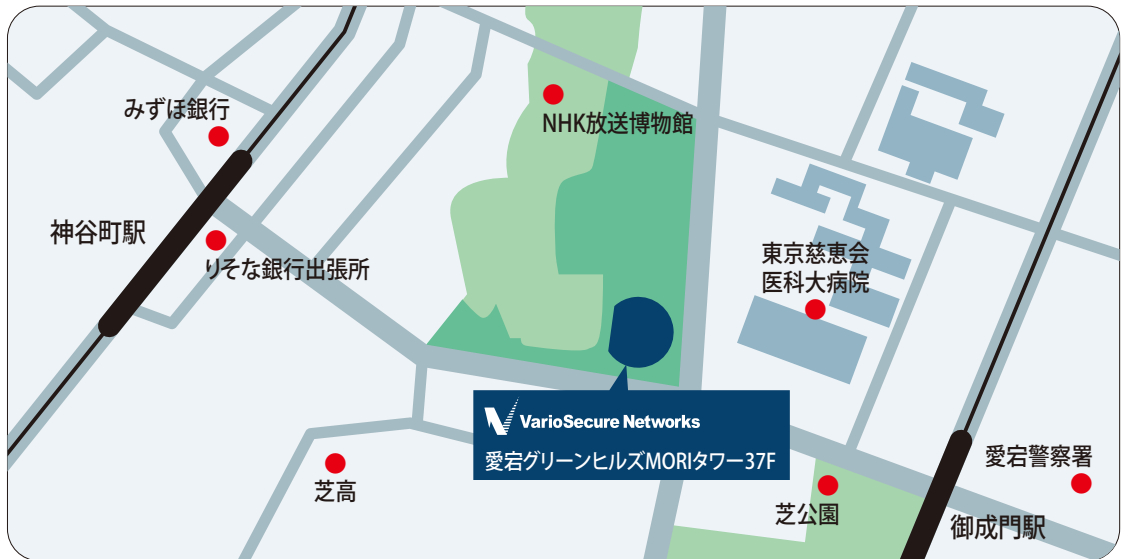 みずほ銀行
NHK放送博物館
神谷町駅
りそな銀行出張所
東京慈恵会
医科大病院
VarioSecure Networks
愛宕グリーンヒルズMORIタワー37F
芝高
愛宕警察署
芝公園
御成門駅